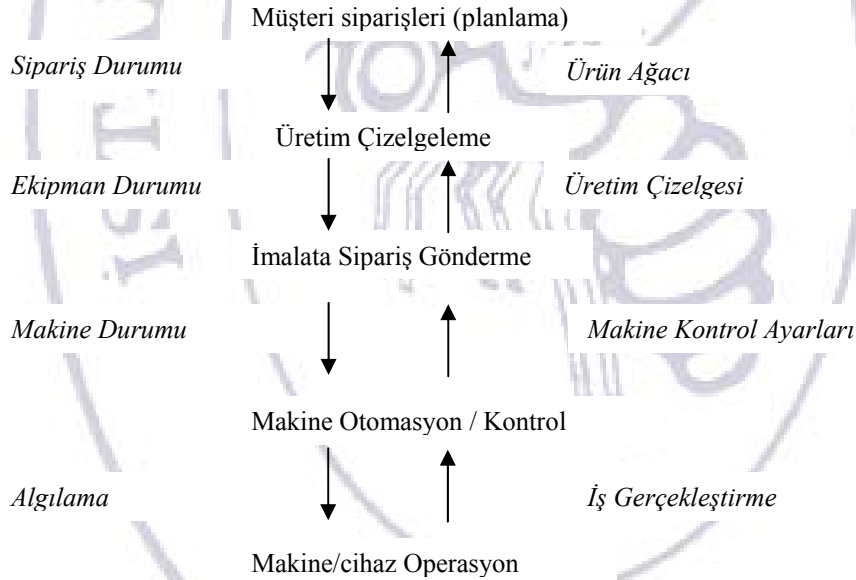 Müşteri siparişleri (planlama)
Sipariş Durumu
Ürün Ağacı
Üretim Çizelgeleme
Ekipman Durumu
Üretim Çizelgesi
İmalata Sipariş Gönderme
Makine Durumu
Makine Kontrol Ayarları
Makine Otomasyon / Kontrol
Algılama
İş Gerçekleştirme
Makine/cihaz Operasyon